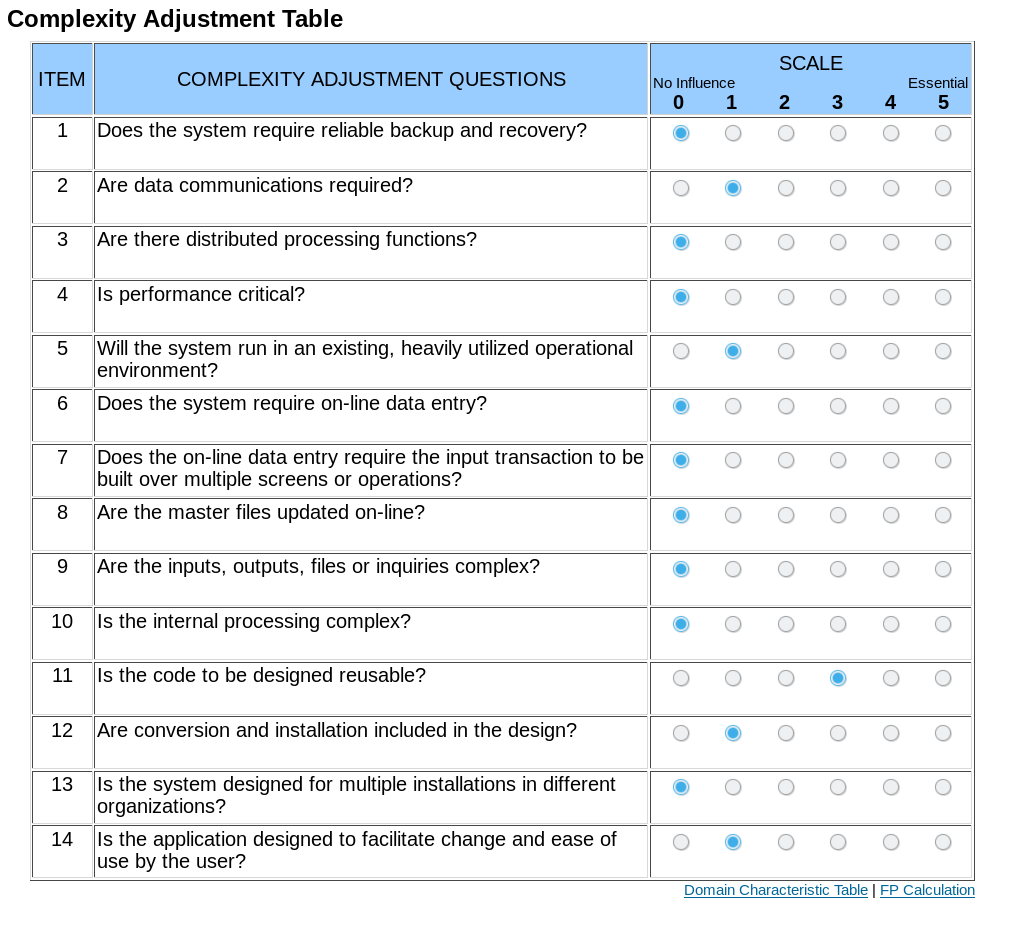 Complexity Adjustment Table
ITEM
COMPLEXITY ADJUSTMENT QUESTIONS
SCALE
No Influence Essential
0 1 2 3 4 5
1 Does the system require reliable backup and recovery?
2 Are data communications required?
3 Are there distributed processing functions?
4 Is performance critical?
5 Will the system run in an existing, heavily utilized operational
environment?
6 Does the system require on-line data entry?
7 Does the on-line data entry require the input transaction to be
built over multiple screens or operations?
8 Are the master files updated on-line?
9 Are the inputs, outputs, files or inquiries complex?
10 Is the internal processing complex?
11 Is the code to be designed reusable?
12 Are conversion and installation included in the design?
13 Is the system designed for multiple installations in different
organizations?
14 Is the application designed to facilitate change and ease of
use by the user?
Domain Characteristic Table | FP Calculation